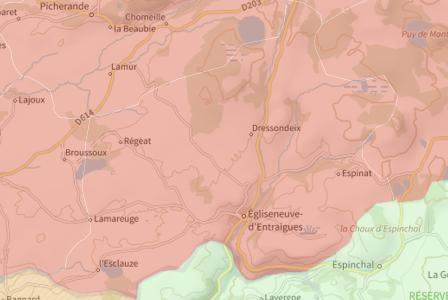 Picherande
Chomeille
la Beaubie
D203
Puy de Mont
Lamur
Lajoux
D614
Régeat
Dressondeix
Broussoux
Espinat
Lamareuge
Égliseneuve-
d'Entraigues
la Chaux d'Espinchal
l'Esclauze
Espinchal
La G
RÉSERV
Laverene